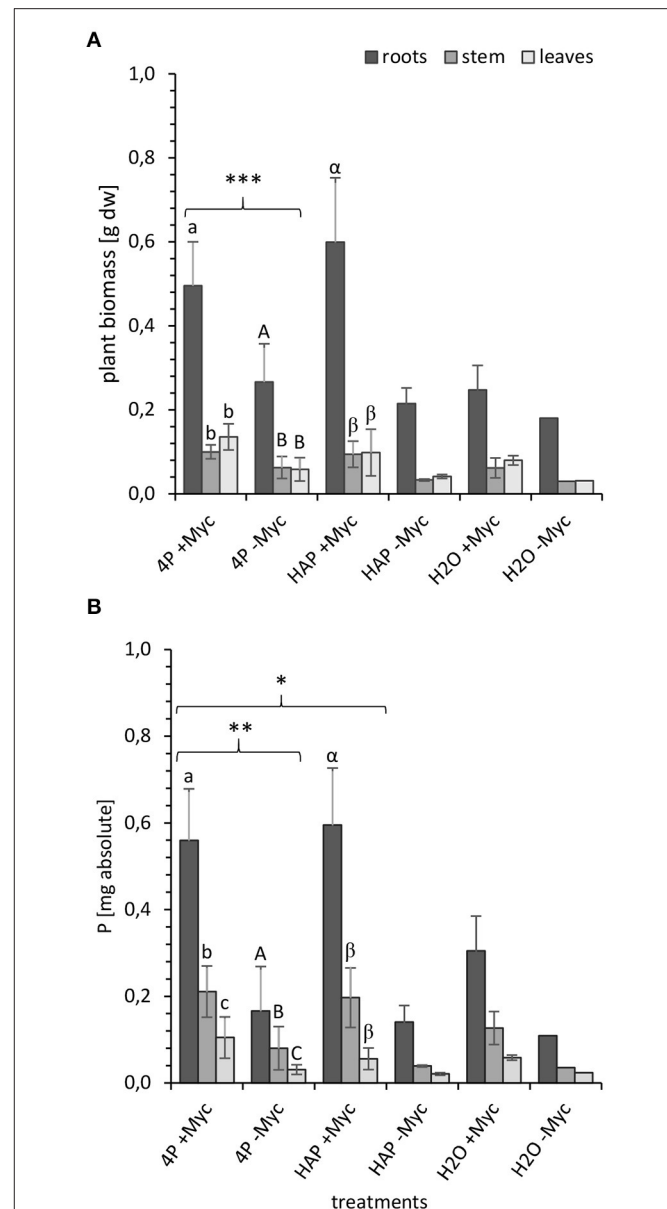 A
roots stem leaves
1,0
0,8
0,6
0,4
0,2
0,0
plant biomass [g dw]
***
a
b
b
A
B
B
α
β
β
4P +Myc
4P -Myc
HAP +Myc
HAP -Myc
H2O +Myc
H2O -Myc
B
1,0
0,8
0,6
0,4
0,2
0,0
P [mg absolute]
*
**
a
b
c
A
B
C
α
β
β
4P +Myc
4P -Myc
HAP +Myc
HAP -Myc
H2O +Myc
H2O -Myc
treatments